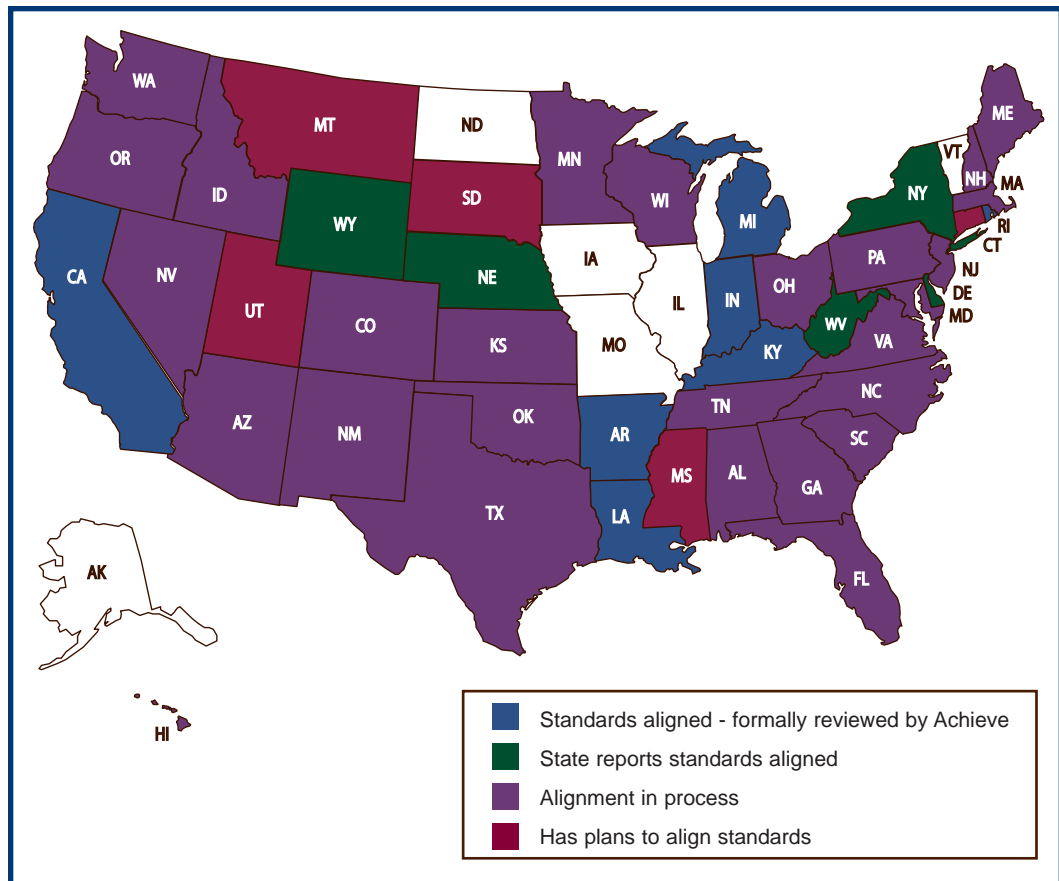 WA
MT
ND
OR
ID
MN
ME
VT
NH
WY
SD
WI
MI
NY
MA
RI
CT
CA
NV
UT
NE
IA
PA
NJ
CO
IL
IN
OH
DE
MD
KS
MO
WV
VA
KY
AZ
NM
OK
AR
TN
NC
SC
TX
LA
MS
AL
GA
FL
AK
HI
Standards aligned - formally reviewed by Achieve
State reports standards aligned
Alignment in process
Has plans to align standards